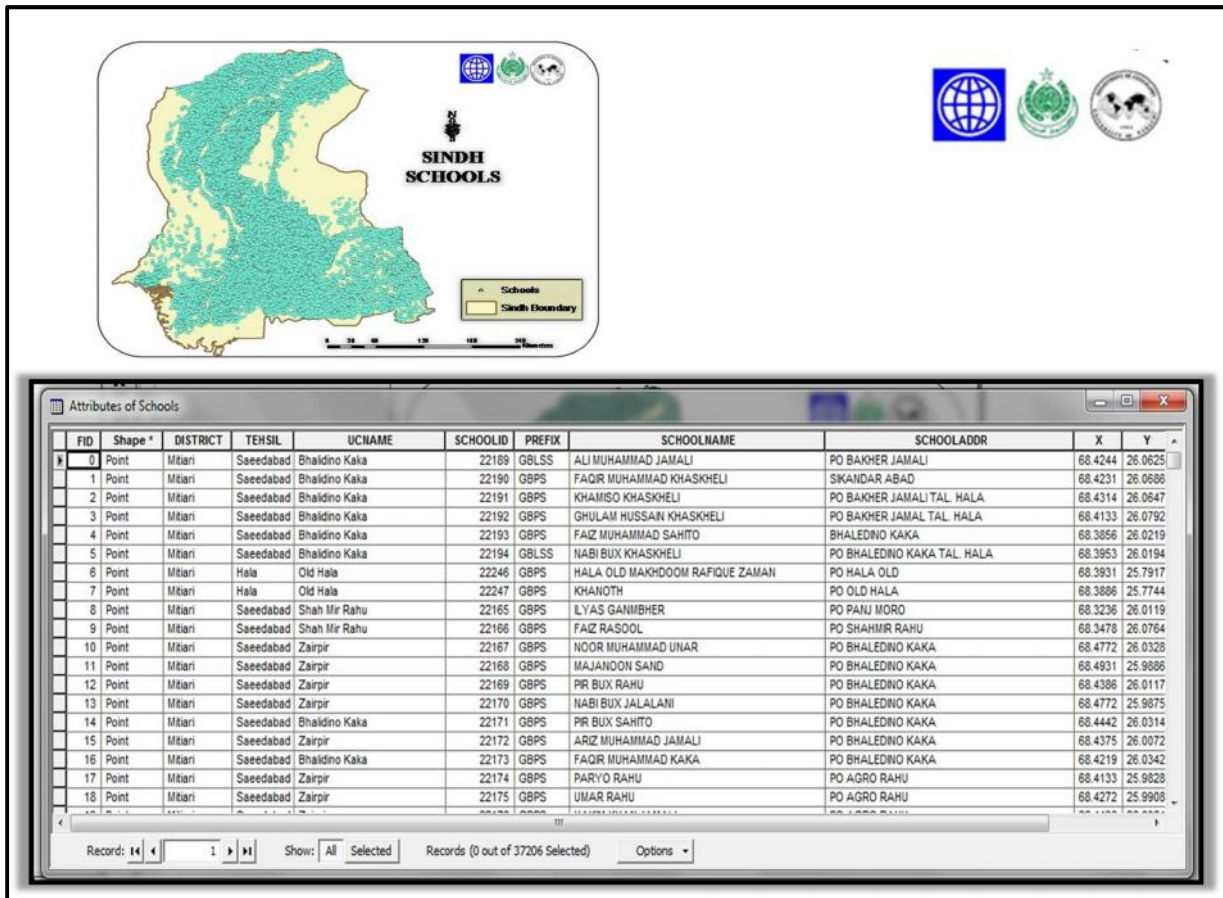 N
SINDH
SCHOOLS
Schools
Sindh Boundary
Attributes of Schools
FID Shape * DISTRICT TEHSIL UCNAME SCHOOLID PREFIX SCHOOLNAME SCHOOLADDR X Y
0 Point Mitiari Saeedabad Bhalidino Kaka 22189 GBLSS ALI MUHAMMAD JAMALI PO BAKHER JAMALI 68.4244 26.0625
1 Point Mitiari Saeedabad Bhalidino Kaka 22190 GBPS FAQIR MUHAMMAD KHASKHELI SIKANDAR ABAD 68.4231 26.0686
2 Point Mitiari Saeedabad Bhalidino Kaka 22191 GBPS KHAMISO KHASKHELI PO BAKHER JAMALI TAL. HALA 68.4314 26.0647
3 Point Mitiari Saeedabad Bhalidino Kaka 22192 GBPS GHULAM HUSSAIN KHASKHELI PO BAKHER JAMAL TAL. HALA 68.4133 26.0792
4 Point Mitiari Saeedabad Bhalidino Kaka 22193 GBPS FAIZ MUHAMMAD SAHITO BHALEDINO KAKA 68.3856 26.0219
5 Point Mitiari Saeedabad Bhalidino Kaka 22194 GBLSS NABI BUX KHASKHELI PO BHALEDINO KAKA TAL. HALA 68.3953 26.0194
6 Point Mitiari Hala Old Hala 22246 GBPS HALA OLD MAKHDOOM RAFIQUE ZAMAN PO HALA OLD 68.3931 25.7917
7 Point Mitiari Hala Old Hala 22247 GBPS KHANOTH PO OLD HALA 68.3886 25.7744
8 Point Mitiari Saeedabad Shah Mir Rahu 22165 GBPS ILYAS GANMBHER PO PANJ MORO 68.3236 26.0119
9 Point Mitiari Saeedabad Shah Mir Rahu 22166 GBPS FAIZ RASOOL PO SHAHMIR RAHU 68.3478 26.0764
10 Point Mitiari Saeedabad Zairpir 22167 GBPS NOOR MUHAMMAD UNAR PO BHALEDINO KAKA 68.4772 26.0328
11 Point Mitiari Saeedabad Zairpir 22168 GBPS MAJANOON SAND PO BHALEDINO KAKA 68.4931 25.9886
12 Point Mitiari Saeedabad Zairpir 22169 GBPS PIR BUX RAHU PO BHALEDINO KAKA 68.4386 26.0117
13 Point Mitiari Saeedabad Zairpir 22170 GBPS NABI BUX JALALANI PO BHALEDINO KAKA 68.4772 25.9875
14 Point Mitiari Saeedabad Bhalidino Kaka 22171 GBPS PIR BUX SAHITO PO BHALEDINO KAKA 68.4442 26.0314
15 Point Mitiari Saeedabad Zairpir 22172 GBPS ARIZ MUHAMMAD JAMALI PO BHALEDINO KAKA 68.4375 26.0072
16 Point Mitiari Saeedabad Bhalidino Kaka 22173 GBPS FAQIR MUHAMMAD KAKA PO BHALEDINO KAKA 68.4219 26.0342
17 Point Mitiari Saeedabad Zairpir 22174 GBPS PARYO RAHU PO AGRO RAHU 68.4133 25.9828
18 Point Mitiari Saeedabad Zairpir 22175 GBPS UMAR RAHU PO AGRO RAHU 68.4272 25.9908
Record: 1 Show: All Selected Records (0 out of 37206 Selected) Options